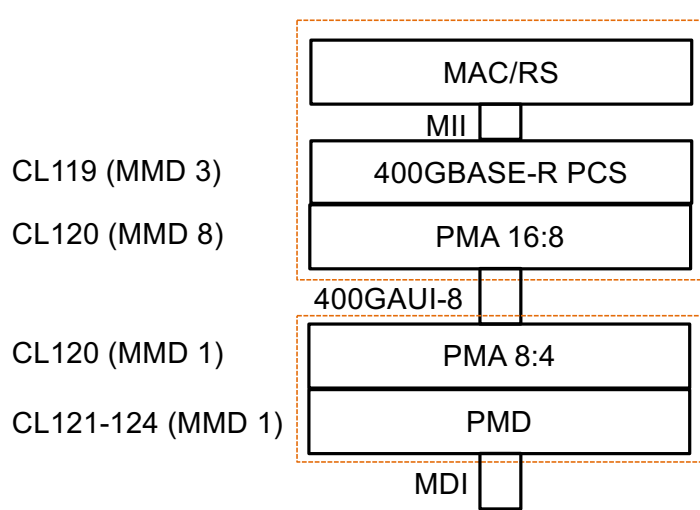 MAC/RS
MII
CL119 (MMD 3) 400GBASE-R PCS
CL120 (MMD 8) PMA 16:8
400GAUI-8
CL120 (MMD 1) PMA 8:4
CL121-124 (MMD 1) PMD
MDI